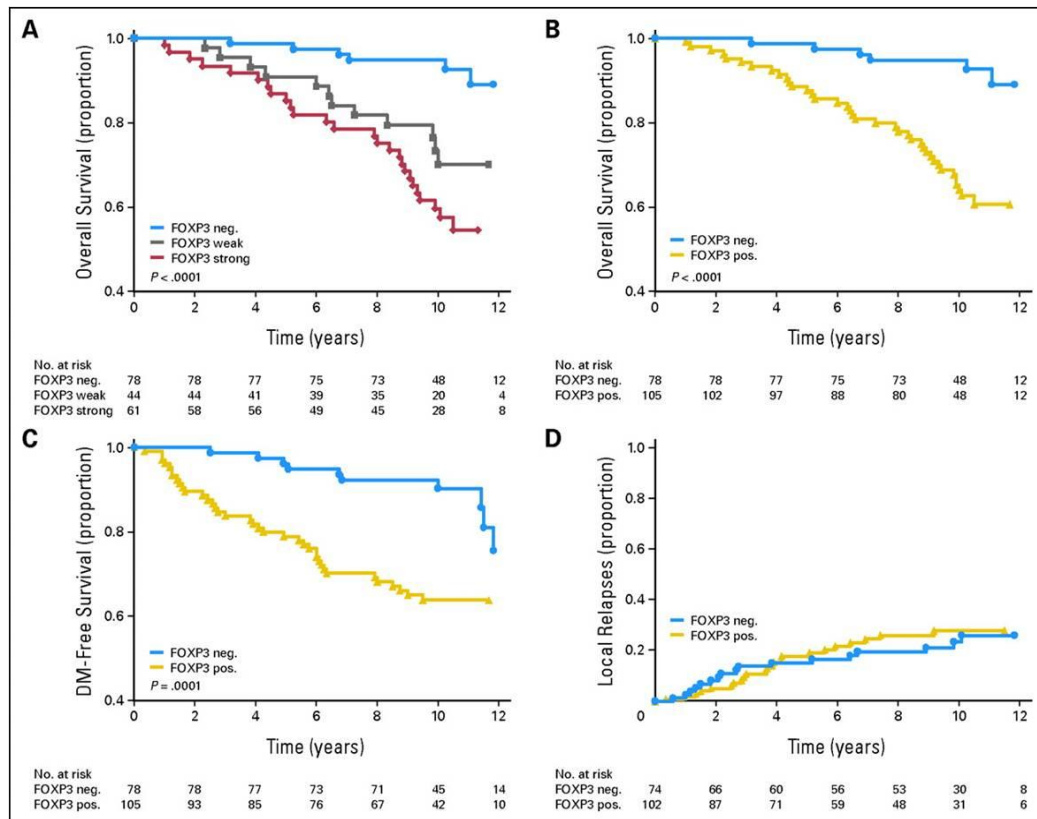 A
Overall Survival (proportion)
1.0
0.8
0.6
0.4
FOXP3 neg.
FOXP3 weak
FOXP3 strong
P < .0001
0 2 4 6 8 10 12
Time (years)
No. at risk
FOXP3 neg. 78 78 77 75 73 48 12
FOXP3 weak 44 44 41 39 35 20 4
FOXP3 strong 61 58 56 49 45 28 8
B
Overall Survival (proportion)
1.0
0.8
0.6
0.4
FOXP3 neg.
FOXP3 pos.
P < .0001
0 2 4 6 8 10 12
Time (years)
No. at risk
FOXP3 neg. 78 78 77 75 73 48 12
FOXP3 pos. 105 102 97 88 80 48 12
C
DM-Free Survival (proportion)
1.0
0.8
0.6
0.4
FOXP3 neg.
FOXP3 pos.
P = .0001
0 2 4 6 8 10 12
Time (years)
No. at risk
FOXP3 neg. 78 78 77 73 71 45 14
FOXP3 pos. 105 93 85 76 67 42 10
D
Local Relapses (proportion)
1.0
0.8
0.6
0.4
0.2
FOXP3 neg.
FOXP3 pos.
0 2 4 6 8 10 12
Time (years)
No. at risk
FOXP3 neg. 74 66 60 56 53 30 8
FOXP3 pos. 102 87 71 59 48 31 6